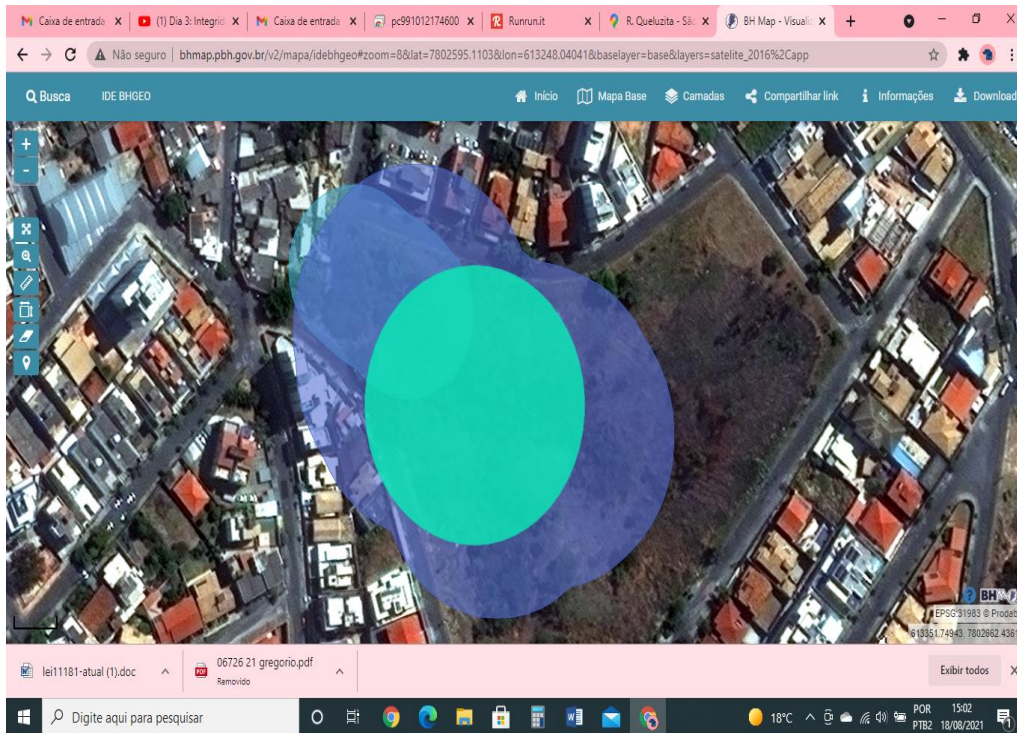 Caixa de entrada
(1) Dia 3: Integrid
Caixa de entrada
pc991012174600
Runrun.it
R. Queluzita - São
BH Map - Visuali
Não seguro | bhmap.pbh.gov.br/v2/mapa/idebhgeo#zoom=8&lat=7802595.1103&lon=613248.04041&baselayer=base&layers=satelite_2016%2Capp
Busca
IDE BHGEO
Início
Mapa Base
Camadas
Compartilhar link
Informações
Download
BH
EPSG:31983 © Prodab
613351.74943, 7802662.4361
lei11181-atual (1).doc
06726 21 gregorio.pdf
Removido
Exibir todos
Digite aqui para pesquisar
18°C
POR
PTB2
15:02
18/08/2021